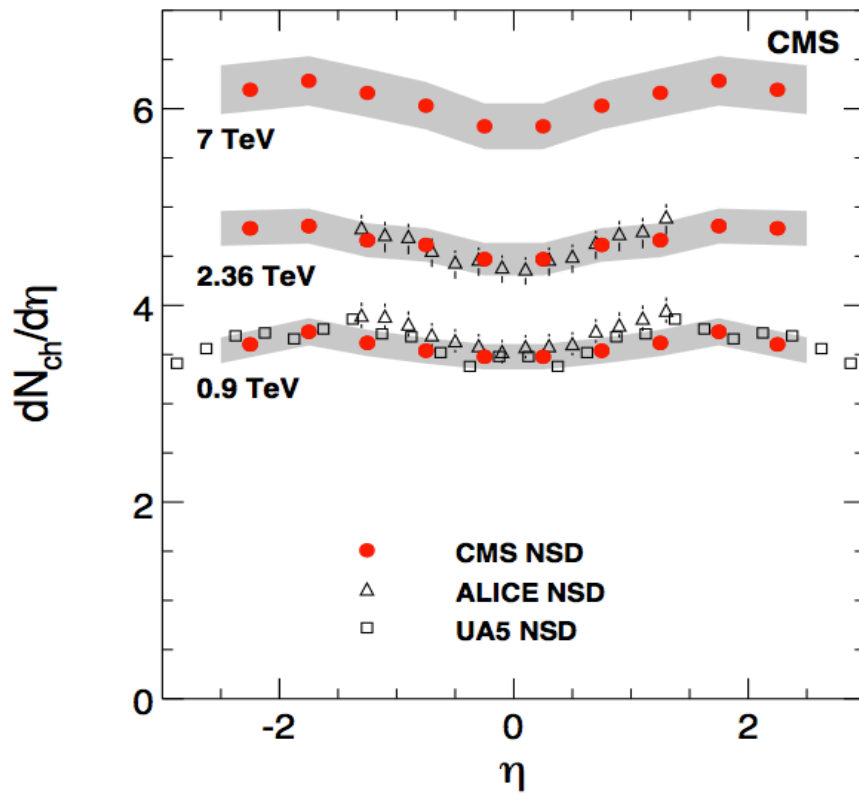 CMS
6
7 TeV
2.36 TeV
4
0.9 TeV
dN_ch/dη
2
CMS NSD
ALICE NSD
UA5 NSD
0
-2
0
2
η